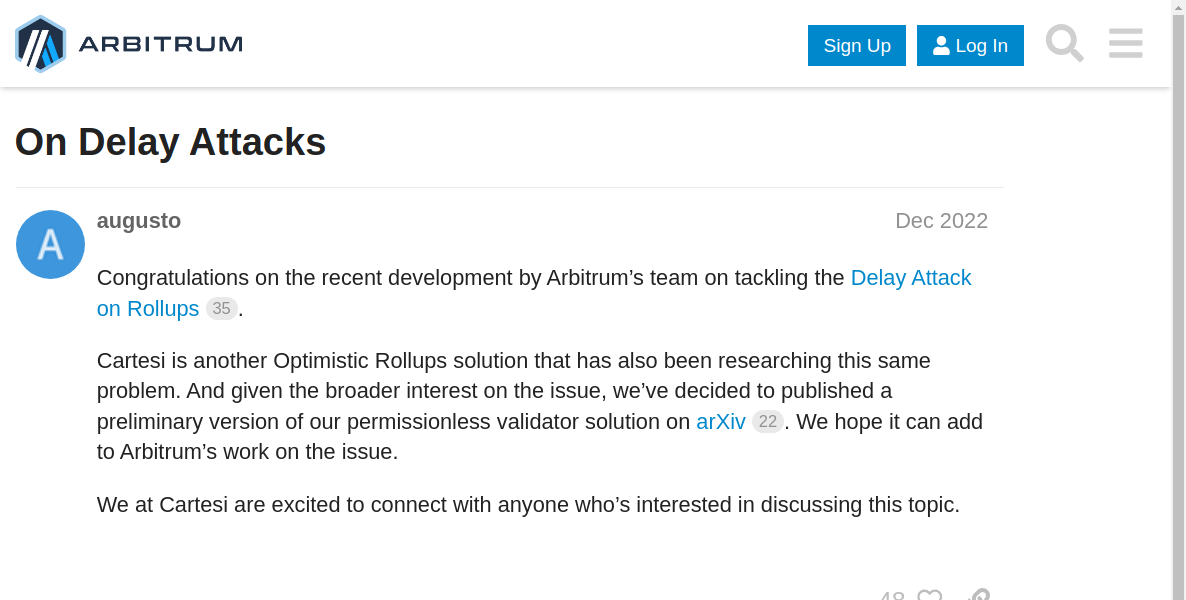 ARBITRUM
Sign Up
Log In
On Delay Attacks
A
augusto
Dec 2022
Congratulations on the recent development by Arbitrum’s team on tackling the Delay Attack
on Rollups 35.
Cartesi is another Optimistic Rollups solution that has also been researching this same
problem. And given the broader interest on the issue, we’ve decided to published a
preliminary version of our permissionless validator solution on arXiv 22. We hope it can add
to Arbitrum’s work on the issue.
We at Cartesi are excited to connect with anyone who’s interested in discussing this topic.
48